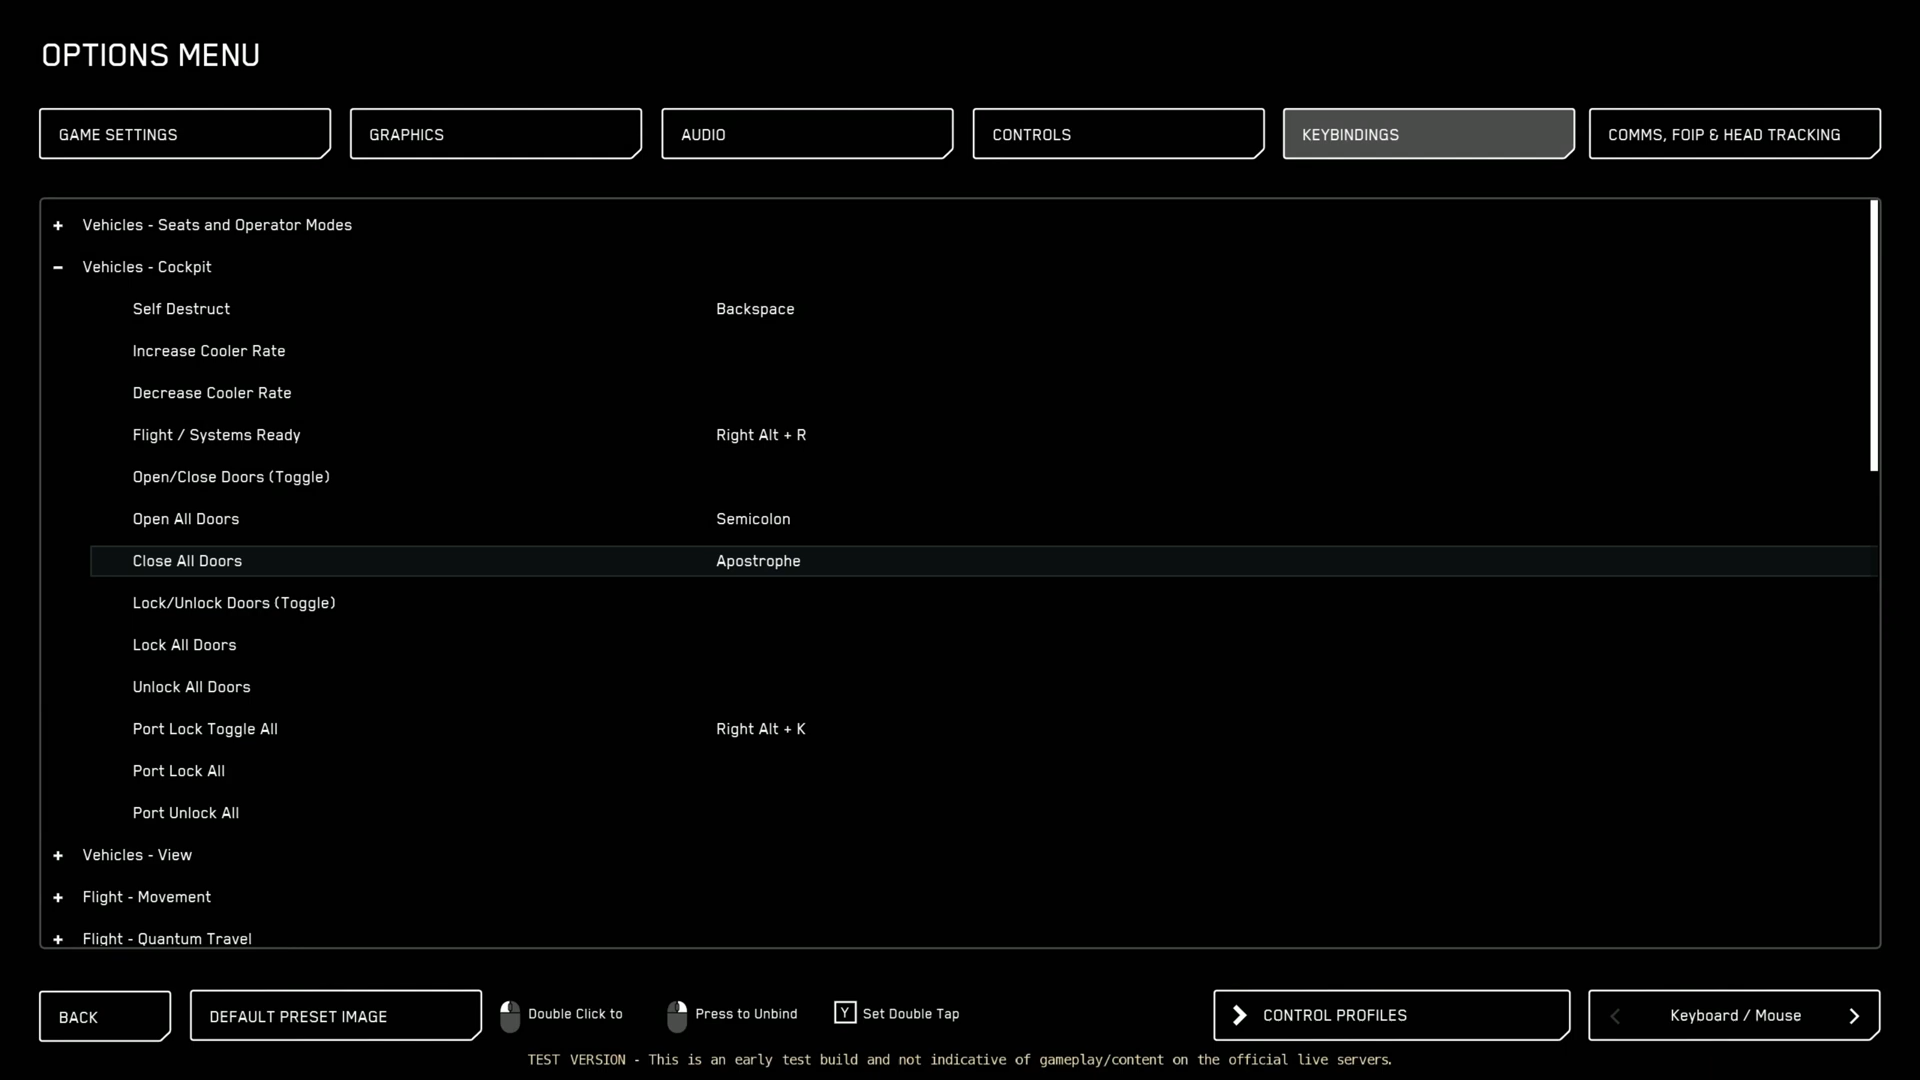 OPTIONS MENU
GAME SETTINGS
GRAPHICS
AUDIO
CONTROLS
KEYBINDINGS
COMMS, FOIP & HEAD TRACKING
+ Vehicles - Seats and Operator Modes
- Vehicles - Cockpit
Self Destruct Backspace
Increase Cooler Rate
Decrease Cooler Rate
Flight / Systems Ready Right Alt + R
Open/Close Doors (Toggle)
Open All Doors Semicolon
Close All Doors Apostrophe
Lock/Unlock Doors (Toggle)
Lock All Doors
Unlock All Doors
Port Lock Toggle All Right Alt + K
Port Lock All
Port Unlock All
+ Vehicles - View
+ Flight - Movement
+ Flight - Quantum Travel
BACK
DEFAULT PRESET IMAGE
Double Click to
Press to Unbind
Y Set Double Tap
CONTROL PROFILES
Keyboard / Mouse
TEST VERSION - This is an early test build and not indicative of gameplay/content on the official live servers.